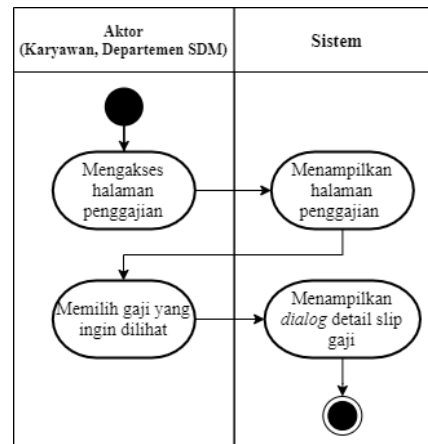 Aktor
(Karyawan, Departemen SDM)
Sistem
Mengakses
halaman
penggajian
Menampilkan
halaman
penggajian
Memilih gaji yang
ingin dilihat
Menampilkan
dialog detail slip
gaji